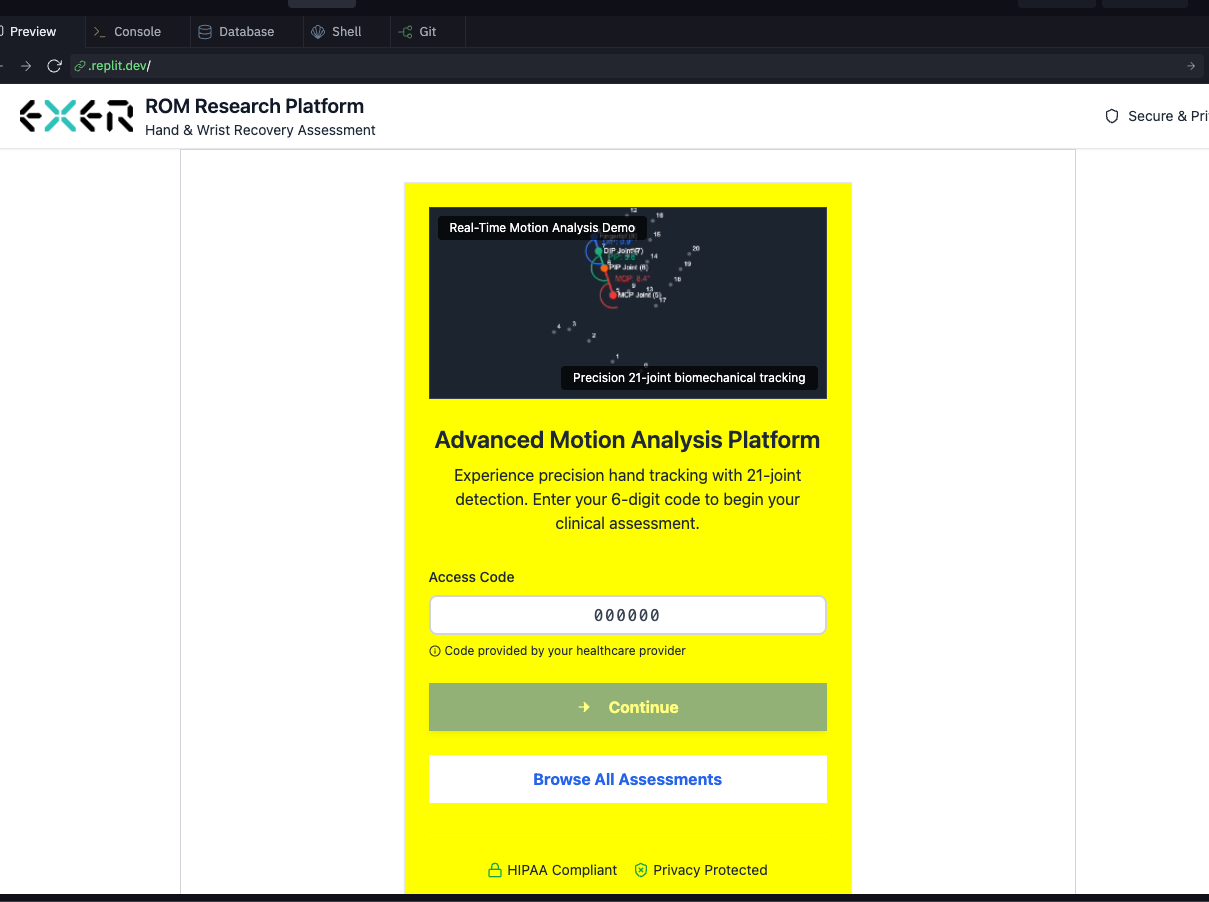 Preview
Console
Database
Shell
Git
.replit.dev/
EXER
ROM Research Platform
Hand & Wrist Recovery Assessment
Secure & Pri
Real-Time Motion Analysis Demo
12
16
15
20
DIP Joint (7)
14
19
PIP Joint (6)
18
MCP: 8.4°
5
9
13
MCP Joint (5)
17
4
3
2
1
0
Precision 21-joint biomechanical tracking
Advanced Motion Analysis Platform
Experience precision hand tracking with 21-joint
detection. Enter your 6-digit code to begin your
clinical assessment.
Access Code
000000
Code provided by your healthcare provider
Continue
Browse All Assessments
HIPAA Compliant
Privacy Protected